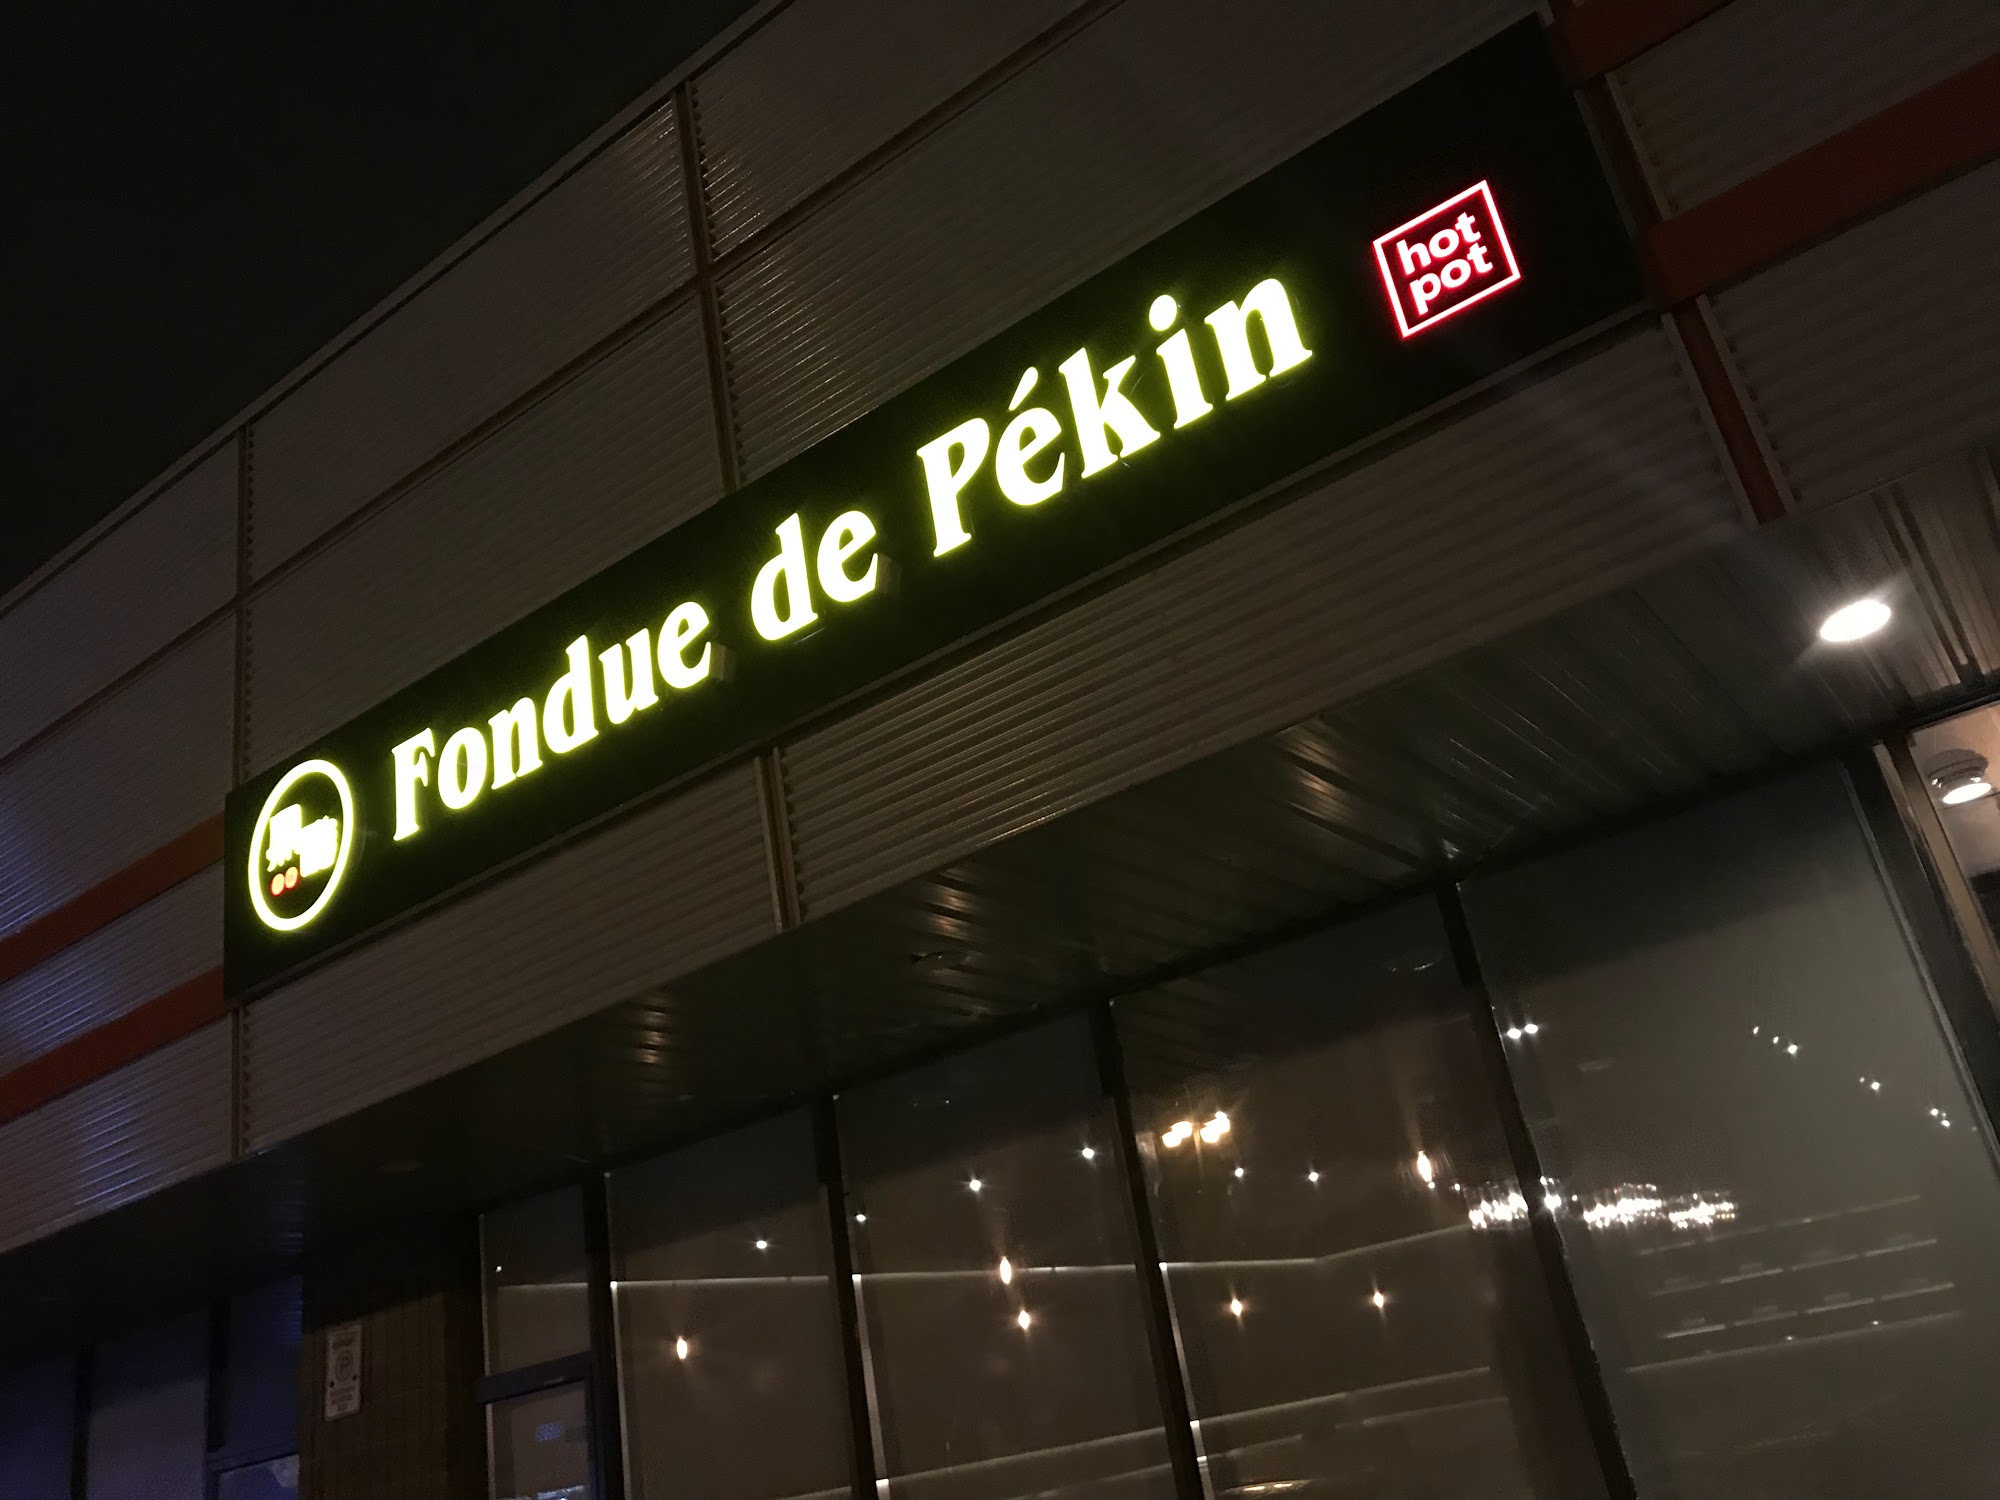 Fondue de Pékin
hot
pot